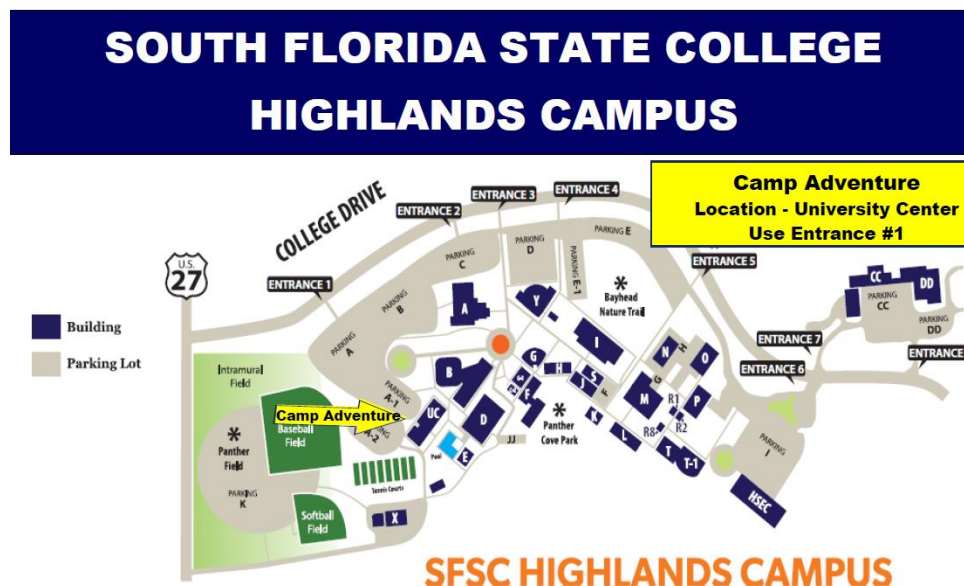 SOUTH FLORIDA STATE COLLEGE
HIGHLANDS CAMPUS
Camp Adventure
Location - University Center
Use Entrance #1
COLLEGE DRIVE
ENTRANCE 1
ENTRANCE 2
ENTRANCE 3
ENTRANCE 4
ENTRANCE 5
ENTRANCE 6
ENTRANCE 7
ENTRANCE
U.S.
27
Building
Parking Lot
PARKING
A
PARKING
B
PARKING
C
PARKING
D
PARKING E
PARKING
E-1
Bayhead
Nature Trail
CC
DD
PARKING
CC
PARKING
DD
Intramural
Field
Camp Adventure
Baseball
Field
Panther
Field
PARKING
K
Softball
Field
PARKING
A-1
A-2
UC
Pool
Tennis Courts
A
B
D
E
X
Y
G
H
I
J
S
F
F
JJ
Panther
Cove Park
K
L
M
N
H
O
G
P
R1
R2
R8
T
T-1
PARKING
I
HSEC
SFSC HIGHLANDS CAMPUS